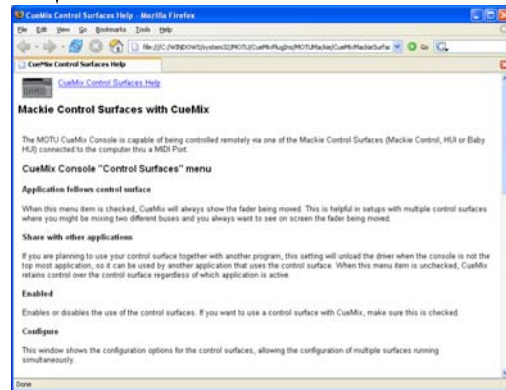 CueMix Control Surfaces Help - Mozilla Firefox
File Edit View Go Bookmarks Tools Help
file:///C:/WINDOWS/system32/MOTU/CueMixPlugIns/MOTUMackie/CueMixMackieSurfac
Go
CueMix Control Surfaces Help
CueMix Control Surfaces Help
Mackie Control Surfaces with CueMix
The MOTU CueMix Console is capable of being controlled remotely via one of the Mackie Control Surfaces (Mackie Control, HUI or Baby
HUI) connected to the computer thru a MIDI Port.
CueMix Console "Control Surfaces" menu
Application follows control surface
When this menu item is checked, CueMix will always show the fader being moved. This is helpful in setups with multiple control surfaces
where you might be mixing two different buses and you always want to see on screen the fader being moved.
Share with other applications
If you are planning to use your control surface together with another program, this setting will unload the driver when the console is not the
top most application, so it can be used by another application that uses the control surface. When this menu item is unchecked, CueMix
retains control over the control surface regardless of which application is active.
Enabled
Enables or disables the use of the control surfaces. If you want to use a control surface with CueMix, make sure this is checked.
Configure
This window shows the configuration options for the control surfaces, allowing the configuration of multiple surfaces running
simultaneously.
Done